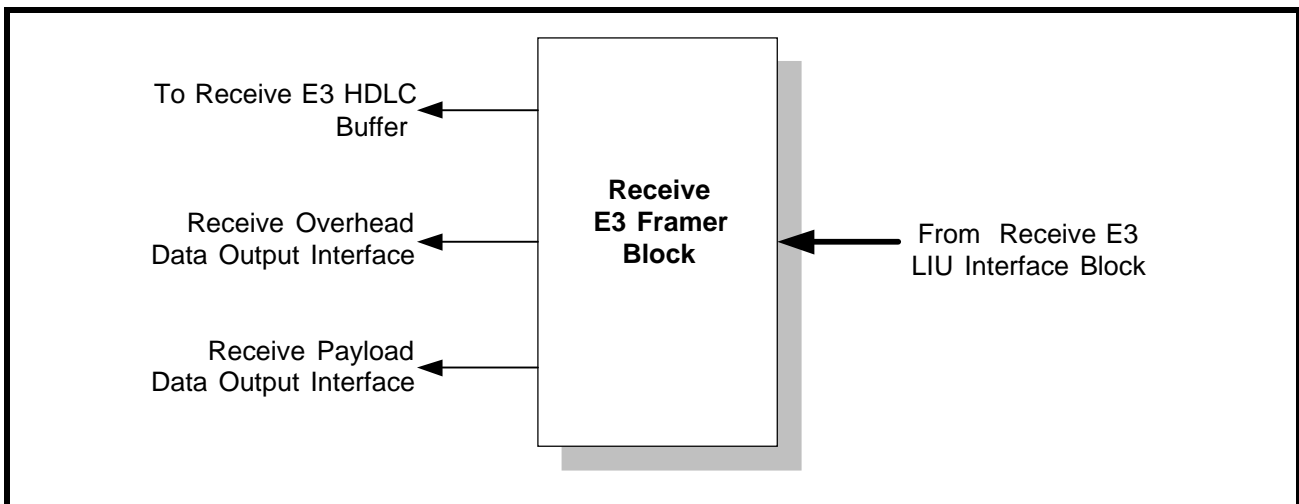 To Receive E3 HDLC
Buffer
Receive Overhead
Data Output Interface
Receive Payload
Data Output Interface
Receive
E3 Framer
Block
From Receive E3
LIU Interface Block